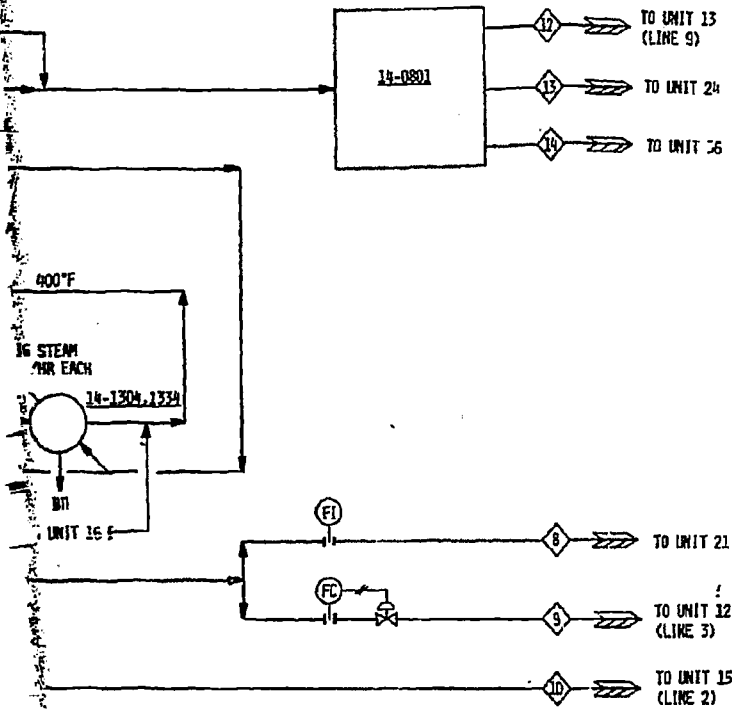 12
TO UNIT 13
(LINE 9)
14-0801
13
TO UNIT 24
14
TO UNIT
400°F
STEAM
HR EACH
14-1304,1334
UNIT 16
FI
8
TO UNIT 21
FC
9
TO UNIT 12
(LINE 3)
10
TO UNIT 15
(LINE 2)